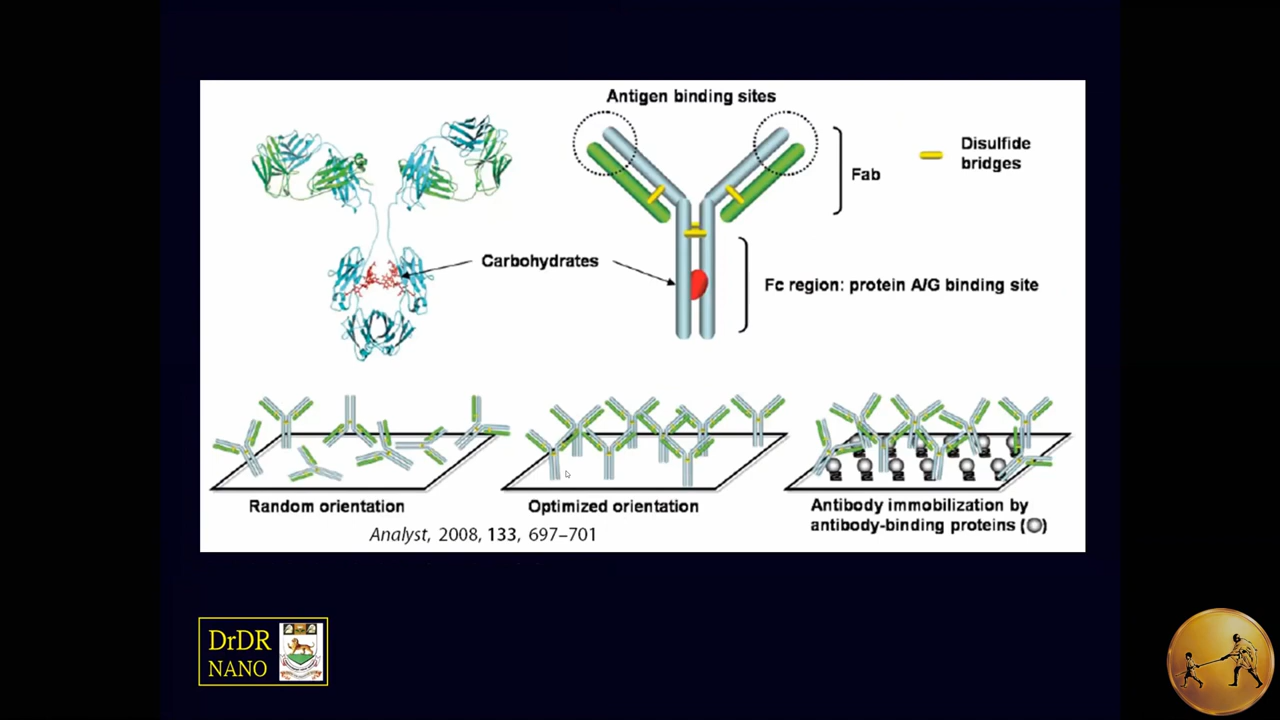 Antigen binding sites
Disulfide
bridges
Fab
Carbohydrates
Fc region: protein A/G binding site
Random orientation
Optimized orientation
Antibody immobilization by
antibody-binding proteins ( )
Analyst, 2008, 133, 697–701
DrDR
NANO